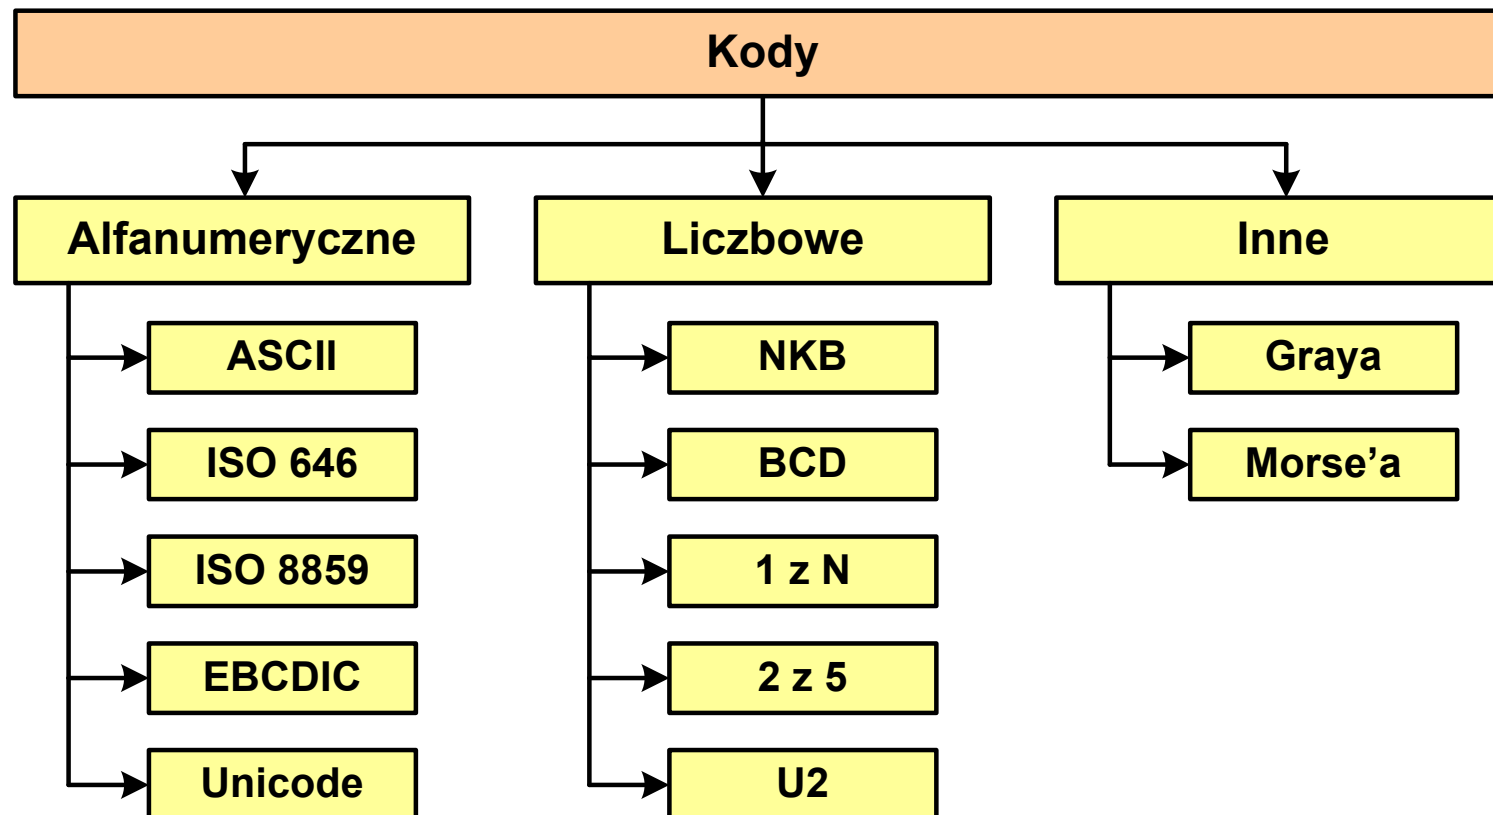 Kody
Alfanumeryczne
ASCII
ISO 646
ISO 8859
EBCDIC
Unicode
Liczbowe
NKB
BCD
1 z N
2 z 5
U2
Inne
Graya
Morse’a